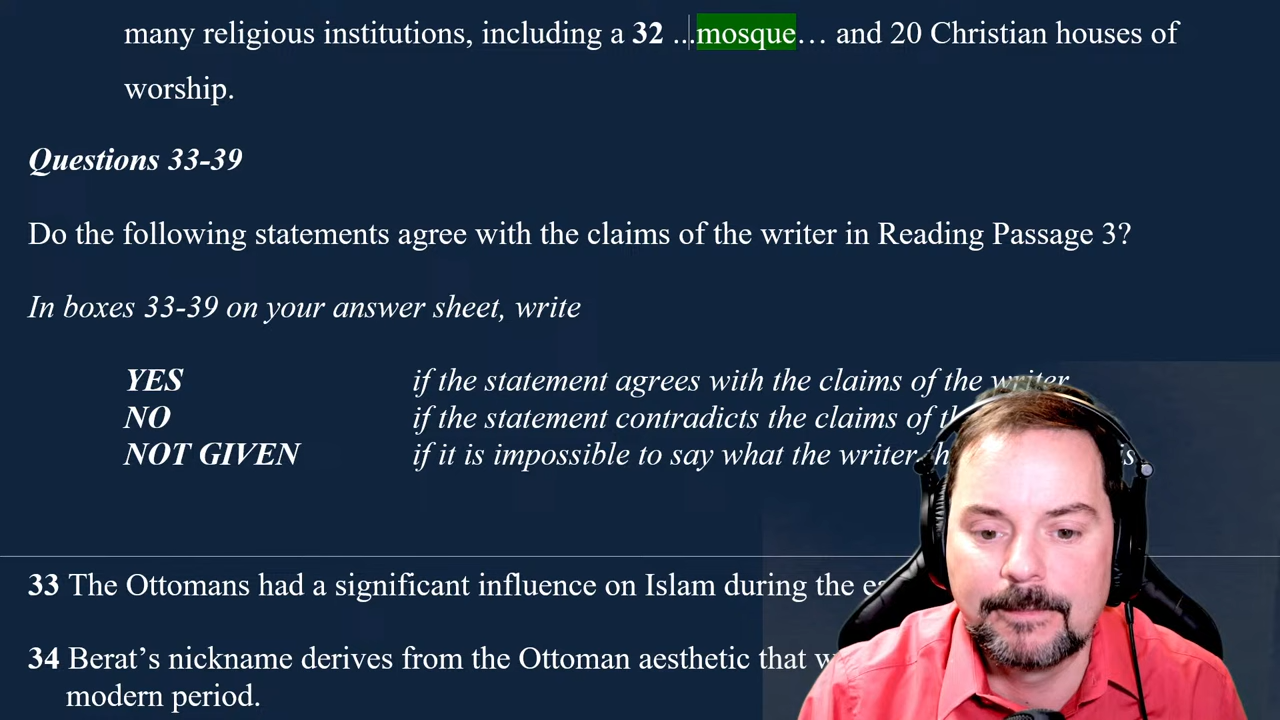 many religious institutions, including a 32 ...mosque... and 20 Christian houses of
worship.
Questions 33-39
Do the following statements agree with the claims of the writer in Reading Passage 3?
In boxes 33-39 on your answer sheet, write
YES if the statement agrees with the claims of the writer
NO if the statement contradicts the claims of
NOT GIVEN if it is impossible to say what the writer
33 The Ottomans had a significant influence on Islam during the
34 Berat’s nickname derives from the Ottoman aesthetic that
modern period.